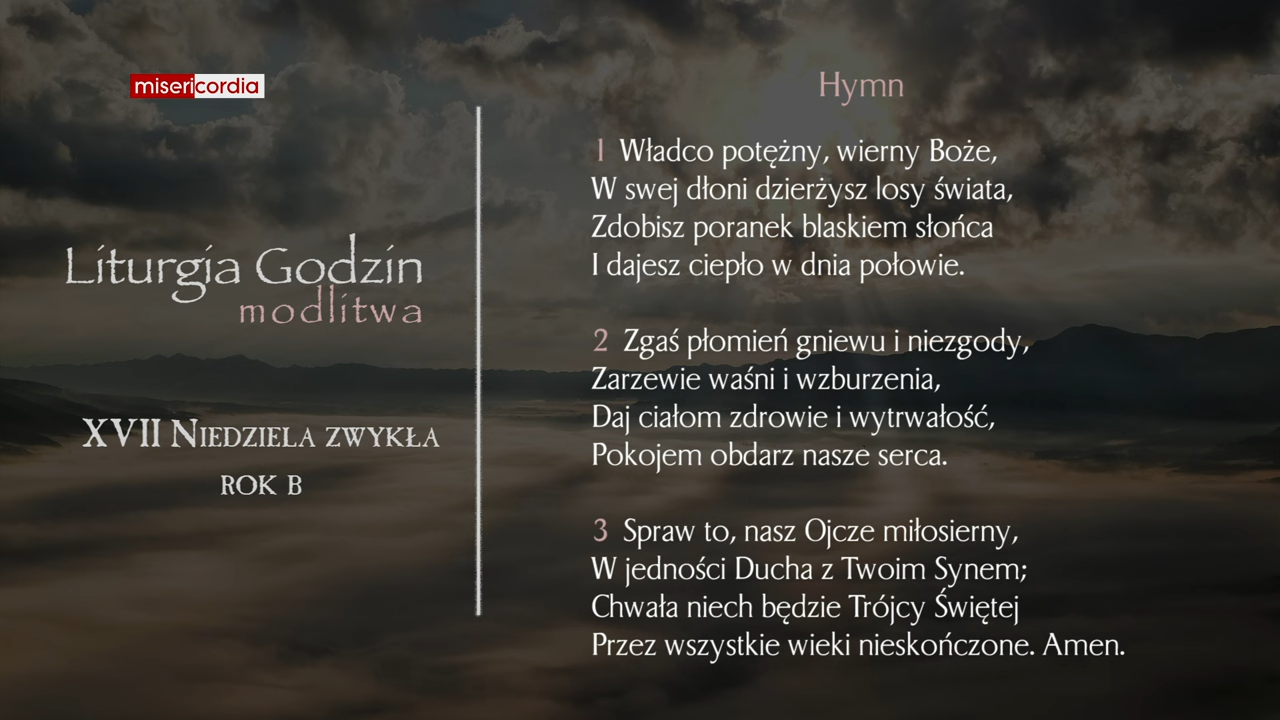 misericordia
Liturgia Godzin
modlitwa
XVII Niedziela zwykła
rok B
Hymn
1 Władco potężny, wierny Boże,
W swej dłoni dzierżysz losy świata,
Zdobisz poranek blaskiem słońca
I dajesz ciepło w dnia połowie.
2 Zgaś płomień gniewu i niezgody,
Zarzewie waśni i wzburzenia,
Daj ciałom zdrowie i wytrwałość,
Pokojem obdarz nasze serca.
3 Spraw to, nasz Ojcze miłosierny,
W jedności Ducha z Twoim Synem;
Chwała niech będzie Trójcy Świętej
Przez wszystkie wieki nieskończone. Amen.